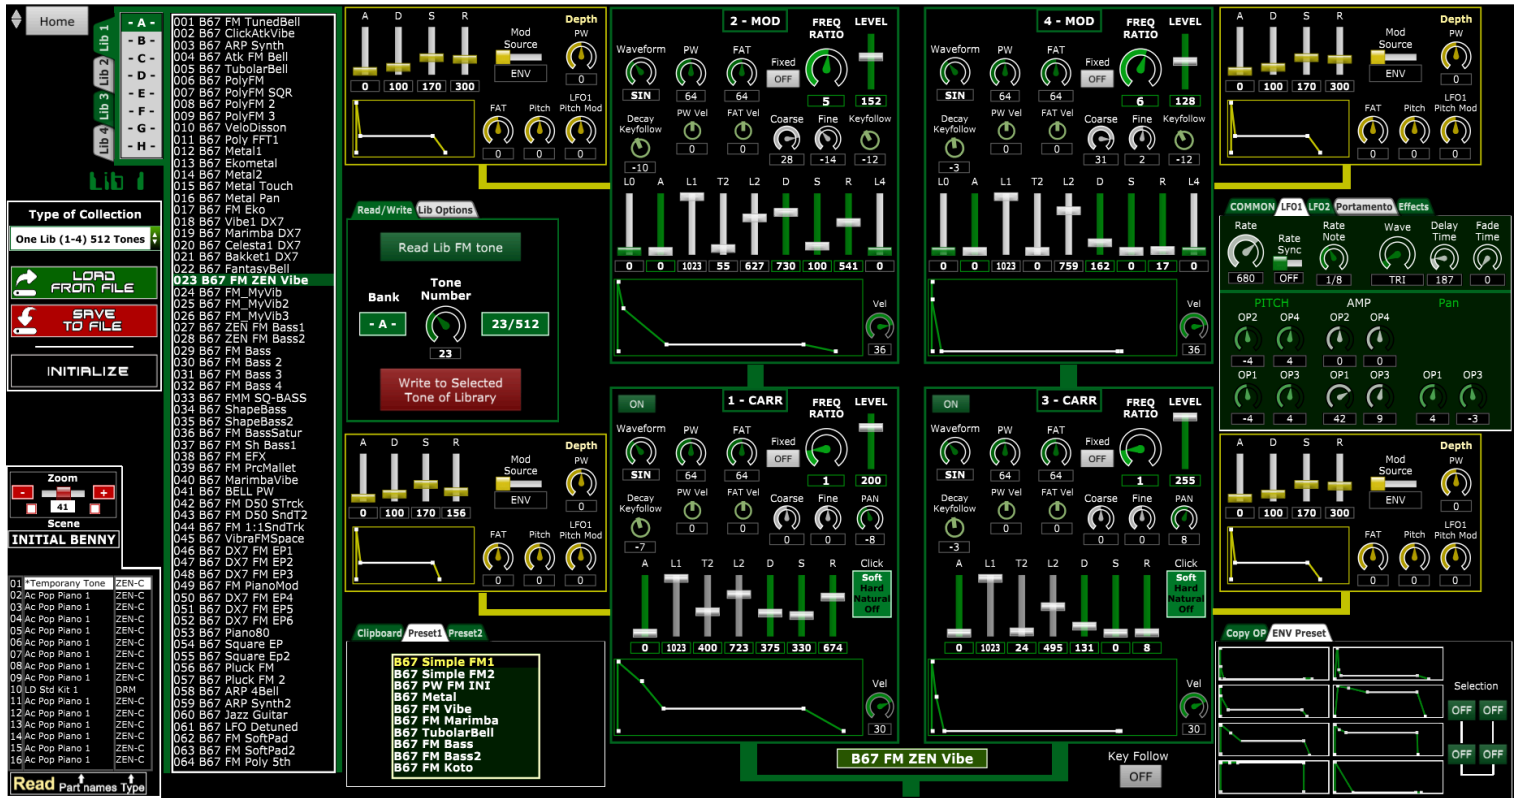 Home
Lib 1
Lib 2
Lib 3
Lib 4
- A -
- B -
- C -
- D -
- E -
- F -
- G -
- H -
Lib 1
Type of Collection
One Lib (1-4) 512 Tones
LOAD
FROM FILE
SAVE
TO FILE
INITIALIZE
Zoom
- 41 +
Scene
INITIAL BENNY
01 *Temporany Tone ZEN-C
02 Ac Pop Piano 1 ZEN-C
03 Ac Pop Piano 1 ZEN-C
04 Ac Pop Piano 1 ZEN-C
05 Ac Pop Piano 1 ZEN-C
06 Ac Pop Piano 1 ZEN-C
07 Ac Pop Piano 1 ZEN-C
08 Ac Pop Piano 1 ZEN-C
09 Ac Pop Piano 1 ZEN-C
10 LD Std Kit 1 DRM
11 Ac Pop Piano 1 ZEN-C
12 Ac Pop Piano 1 ZEN-C
13 Ac Pop Piano 1 ZEN-C
14 Ac Pop Piano 1 ZEN-C
15 Ac Pop Piano 1 ZEN-C
16 Ac Pop Piano 1 ZEN-C
Read Part names Type
001 B67 FM TunedBell
002 B67 ClickAtkVibe
003 B67 ARP Synth
004 B67 Atk FM Bell
005 B67 TubolarBell
006 B67 PolyFM
007 B67 PolyFM SQR
008 B67 PolyFM 2
009 B67 PolyFM 3
010 B67 VeloDisson
011 B67 Poly FFT1
012 B67 Metal1
013 B67 Ekometal
014 B67 Metal2
015 B67 Metal Touch
016 B67 Metal Pan
017 B67 FM Eko
018 B67 Vibe1 DX7
019 B67 Marimba DX7
020 B67 Celesta1 DX7
021 B67 Bakket1 DX7
022 B67 FantasyBell
023 B67 FM ZEN Vibe
024 B67 FM_MyVib
025 B67 FM_MyVib2
026 B67 FM_MyVib3
027 B67 ZEN FM Bass1
028 B67 ZEN FM Bass2
029 B67 FM Bass
030 B67 FM Bass 2
031 B67 FM Bass 3
032 B67 FM Bass 4
033 B67 FMM SQ-BASS
034 B67 ShapeBass
035 B67 ShapeBass2
036 B67 FM BassSatur
037 B67 FM Sh Bass1
038 B67 FM EFX
039 B67 FM PrcMallet
040 B67 MarimbaVibe
041 B67 BELL PW
042 B67 FM D50 STrck
043 B67 FM D50 SndT2
044 B67 FM 1:1SndTrk
045 B67 VibraFMSpace
046 B67 DX7 FM EP1
047 B67 DX7 FM EP2
048 B67 DX7 FM EP3
049 B67 FM PianoMod
050 B67 DX7 FM EP4
051 B67 DX7 FM EP5
052 B67 DX7 FM EP6
053 B67 Piano80
054 B67 Square EP
055 B67 Square Ep2
056 B67 Pluck FM
057 B67 Pluck FM 2
058 B67 ARP 4Bell
059 B67 ARP Synth2
060 B67 Jazz Guitar
061 B67 LFO Detuned
062 B67 FM SoftPad
063 B67 FM SoftPad2
064 B67 FM Poly 5th
A D S R
0 100 170 300
Mod
Source
ENV
Depth
PW
0
FAT Pitch LFO1
Pitch Mod
0 0 0
Read/Write Lib Options
Read Lib FM tone
Bank
- A -
Tone
Number
23
23/512
Write to Selected
Tone of Library
A D S R
0 100 170 156
Mod
Source
ENV
Depth
PW
0
FAT Pitch LFO1
Pitch Mod
0 0 0
Clipboard Preset1 Preset2
B67 Simple FM1
B67 Simple FM2
B67 PW FM INI
B67 Metal
B67 FM Vibe
B67 FM Marimba
B67 TubolarBell
B67 FM Bass
B67 FM Bass2
B67 FM Koto
2 - MOD
FREQ
RATIO
LEVEL
Waveform PW FAT Fixed
OFF
SIN 64 64 5 152
Decay
Keyfollow
PW Vel FAT Vel Coarse Fine Keyfollow
-10 0 0 28 -14 -12
L0 A L1 T2 L2 D S R L4
0 0 1023 55 627 730 100 541 0
Vel
36
4 - MOD
FREQ
RATIO
LEVEL
Waveform PW FAT Fixed
OFF
SIN 64 64 6 128
Decay
Keyfollow
PW Vel FAT Vel Coarse Fine Keyfollow
-3 0 0 31 2 -12
L0 A L1 T2 L2 D S R L4
0 0 1023 0 759 162 0 17 0
Vel
36
ON
1 - CARR
FREQ
RATIO
LEVEL
Waveform PW FAT Fixed
OFF
SIN 64 64 1 200
Decay
Keyfollow
PW Vel FAT Vel Coarse Fine PAN
-7 0 0 0 0 -8
A L1 T2 L2 D S R
0 1023 400 723 375 330 674
Click
Soft
Hard
Natural
Off
Vel
30
ON
3 - CARR
FREQ
RATIO
LEVEL
Waveform PW FAT Fixed
OFF
SIN 64 64 1 255
Decay
Keyfollow
PW Vel FAT Vel Coarse Fine PAN
-3 0 0 0 0 8
A L1 T2 L2 D S R
0 1023 24 495 131 0 8
Click
Soft
Hard
Natural
Off
Vel
30
B67 FM ZEN Vibe
Key Follow
OFF
A D S R
0 100 170 300
Mod
Source
ENV
Depth
PW
0
FAT Pitch LFO1
Pitch Mod
0 0 0
COMMON LFO1 LFO2 Portamento Effects
Rate Rate
Sync
Rate
Note
Wave Delay
Time
Fade
Time
680 OFF 1/8 TRI 187 0
PITCH AMP Pan
OP2 OP4 OP2 OP4
-4 4 0 0
OP1 OP3 OP1 OP3 OP1 OP3
-4 4 42 9 4 -3
A D S R
0 100 170 300
Mod
Source
ENV
Depth
PW
0
FAT Pitch LFO1
Pitch Mod
0 0 0
Copy OP ENV Preset
Selection
OFF OFF
OFF OFF